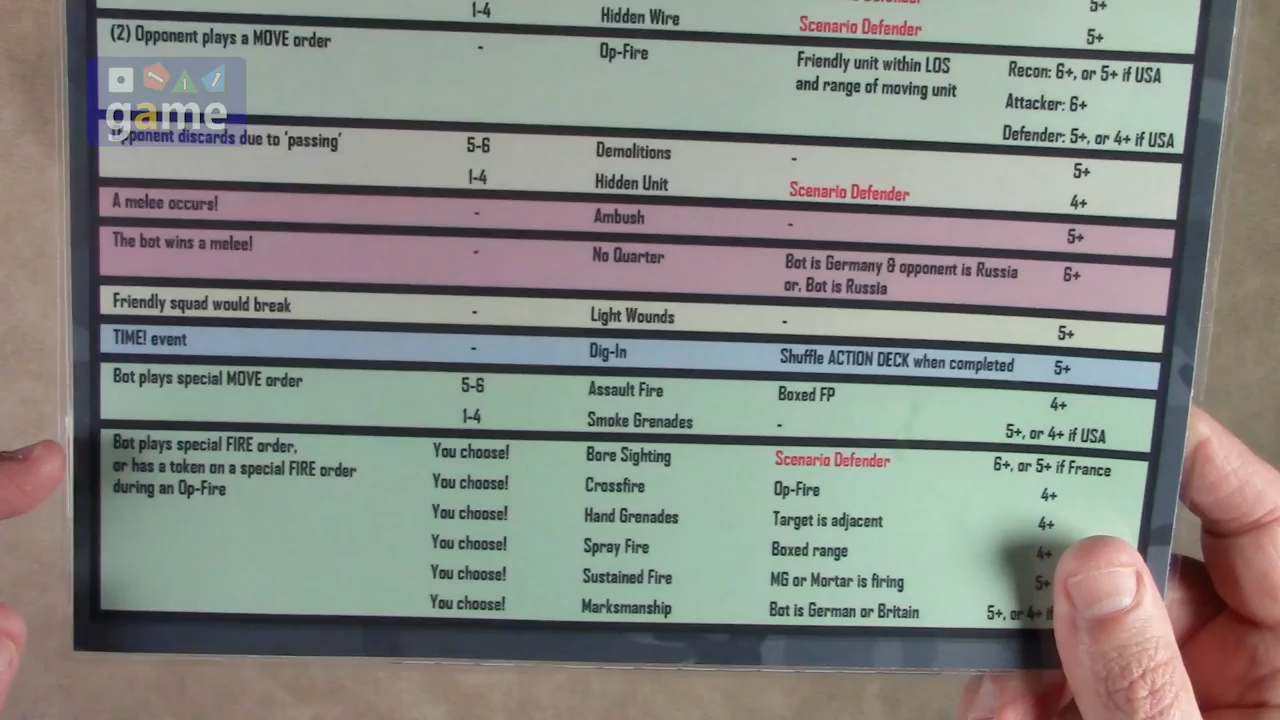 1-4 Hidden Wire Scenario Defender 5+
5+
(2) Opponent plays a MOVE order - Op-Fire Friendly unit within LOS Recon: 6+, or 5+ if USA
and range of moving unit Attacker: 6+
Defender: 5+, or 4+ if USA
game
discards due to 'passing' 5-6 Demolitions - 5+
1-4 Hidden Unit Scenario Defender 4+
A melee occurs! - Ambush - 5+
The bot wins a melee! - No Quarter Bot is Germany & opponent is Russia 6+
or, Bot is Russia
Friendly squad would break - Light Wounds - 5+
TIME! event - Dig-In Shuffle ACTION DECK when completed 5+
Bot plays special MOVE order 5-6 Assault Fire Boxed FP 4+
1-4 Smoke Grenades - 5+, or 4+ if USA
Bot plays special FIRE order, You choose! Bore Sighting Scenario Defender 6+, or 5+ if France
or has a token on a special FIRE order You choose! Crossfire Op-Fire 4+
during an Op-Fire You choose! Hand Grenades Target is adjacent 4+
You choose! Spray Fire Boxed range 4+
You choose! Sustained Fire MG or Mortar is firing 5+
You choose! Marksmanship Bot is German or Britain 5+, or 4+ if